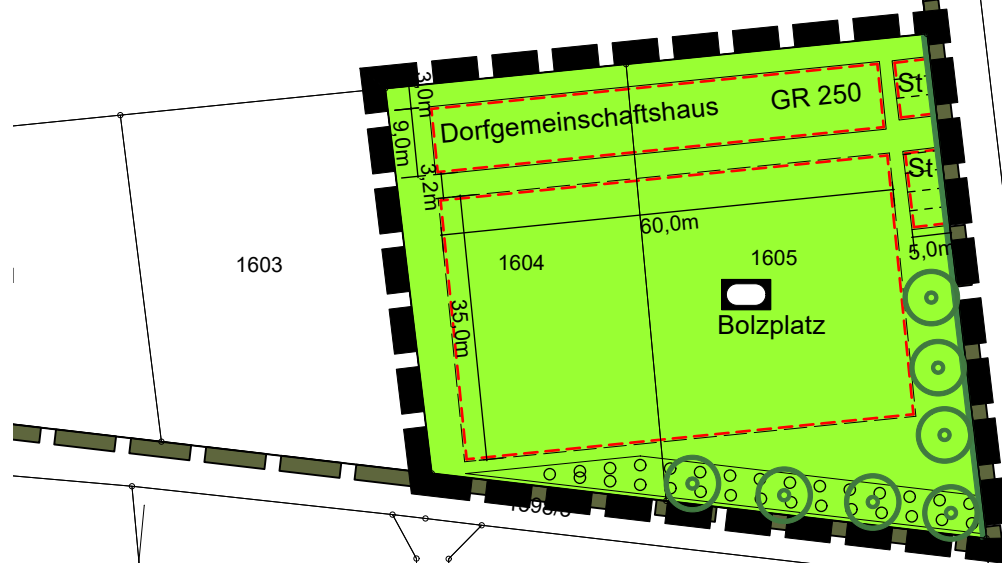 3,0m
9,0m
Dorfgemeinschaftshaus
GR 250
St
3,2m
St
60,0m
5,0m
1603
1604
1605
35,0m
Bolzplatz